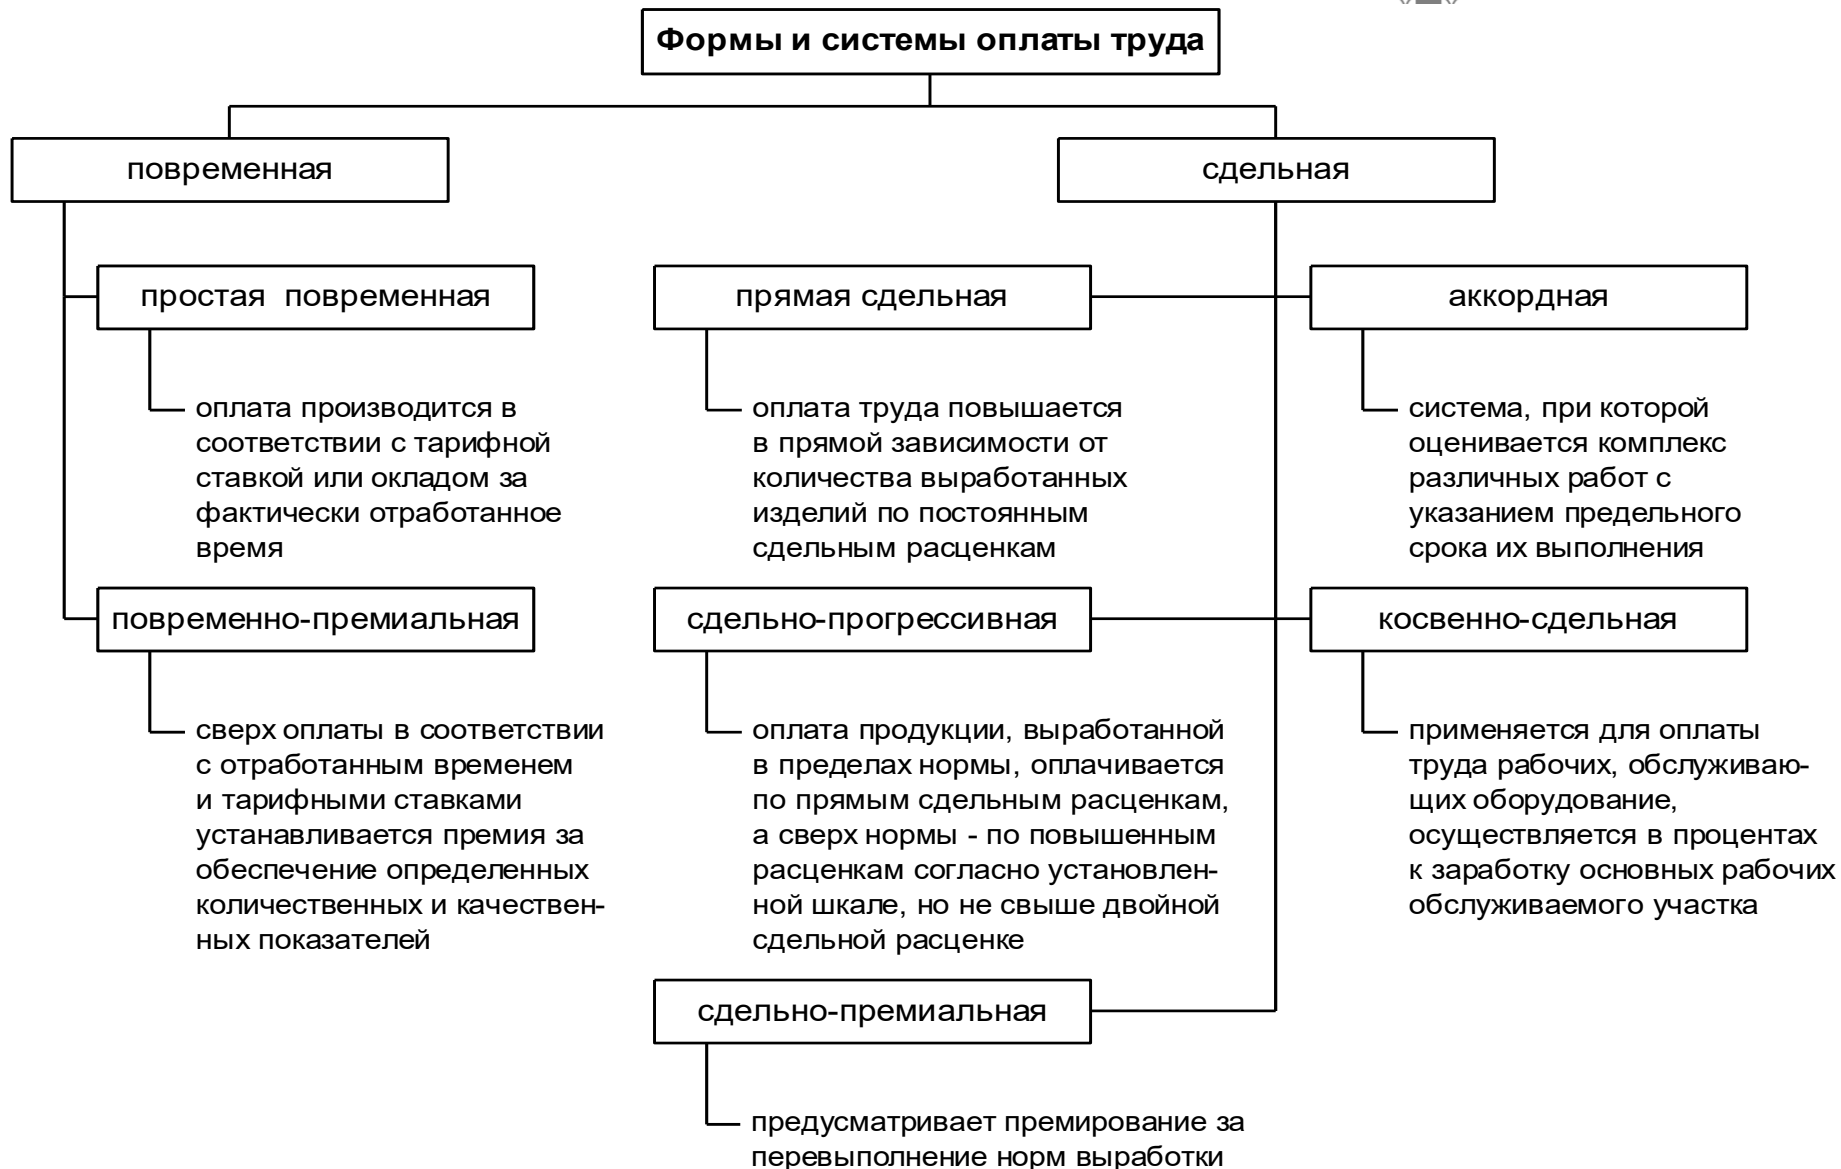 Формы и системы оплаты труда
повременная
сдельная
простая повременная
оплата производится в
соответствии с тарифной
ставкой или окладом за
фактически отработанное
время
повременно-премиальная
сверх оплаты в соответствии
с отработанным временем
и тарифными ставками
устанавливается премия за
обеспечение определенных
количественных и качествен-
ных показателей
прямая сдельная
оплата труда повышается
в прямой зависимости от
количества выработанных
изделий по постоянным
сдельным расценкам
сдельно-прогрессивная
оплата продукции, выработанной
в пределах нормы, оплачивается
по прямым сдельным расценкам,
а сверх нормы - по повышенным
расценкам согласно установлен-
ной шкале, но не свыше двойной
сдельной расценке
сдельно-премиальная
предусматривает премирование за
перевыполнение норм выработки
аккордная
система, при которой
оценивается комплекс
различных работ с
указанием предельного
срока их выполнения
косвенно-сдельная
применяется для оплаты
труда рабочих, обслуживаю-
щих оборудование,
осуществляется в процентах
к заработку основных рабочих
обслуживаемого участка